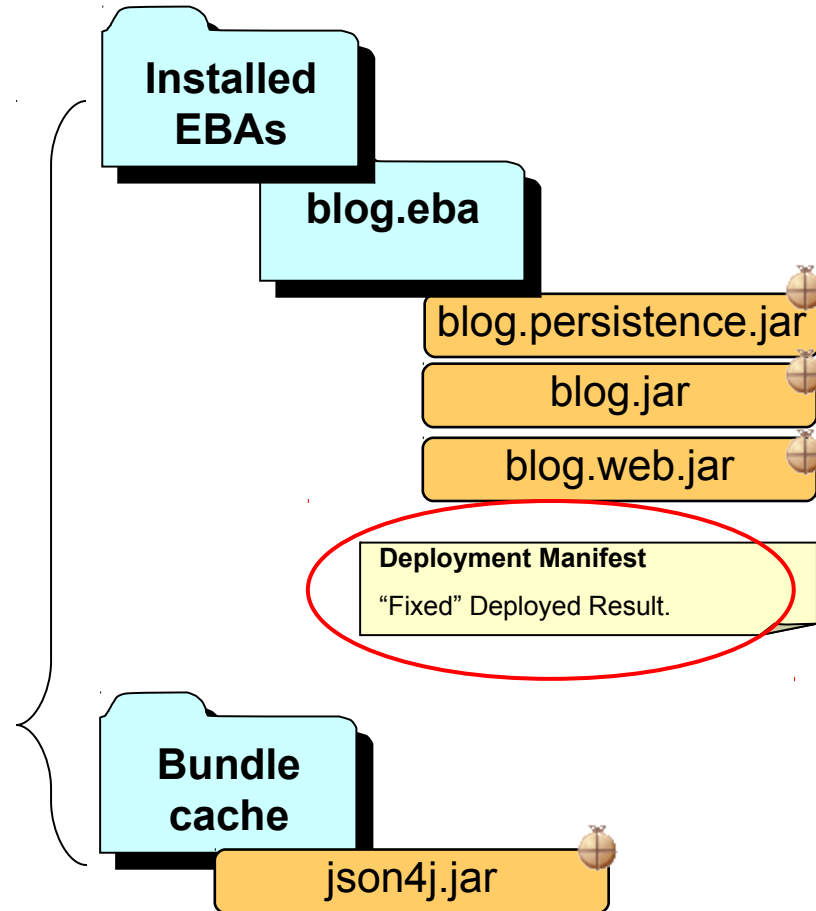 Installed
EBAs
blog.eba
blog.persistence.jar
blog.jar
blog.web.jar
Deployment Manifest
“Fixed” Deployed Result.
Bundle
cache
json4j.jar